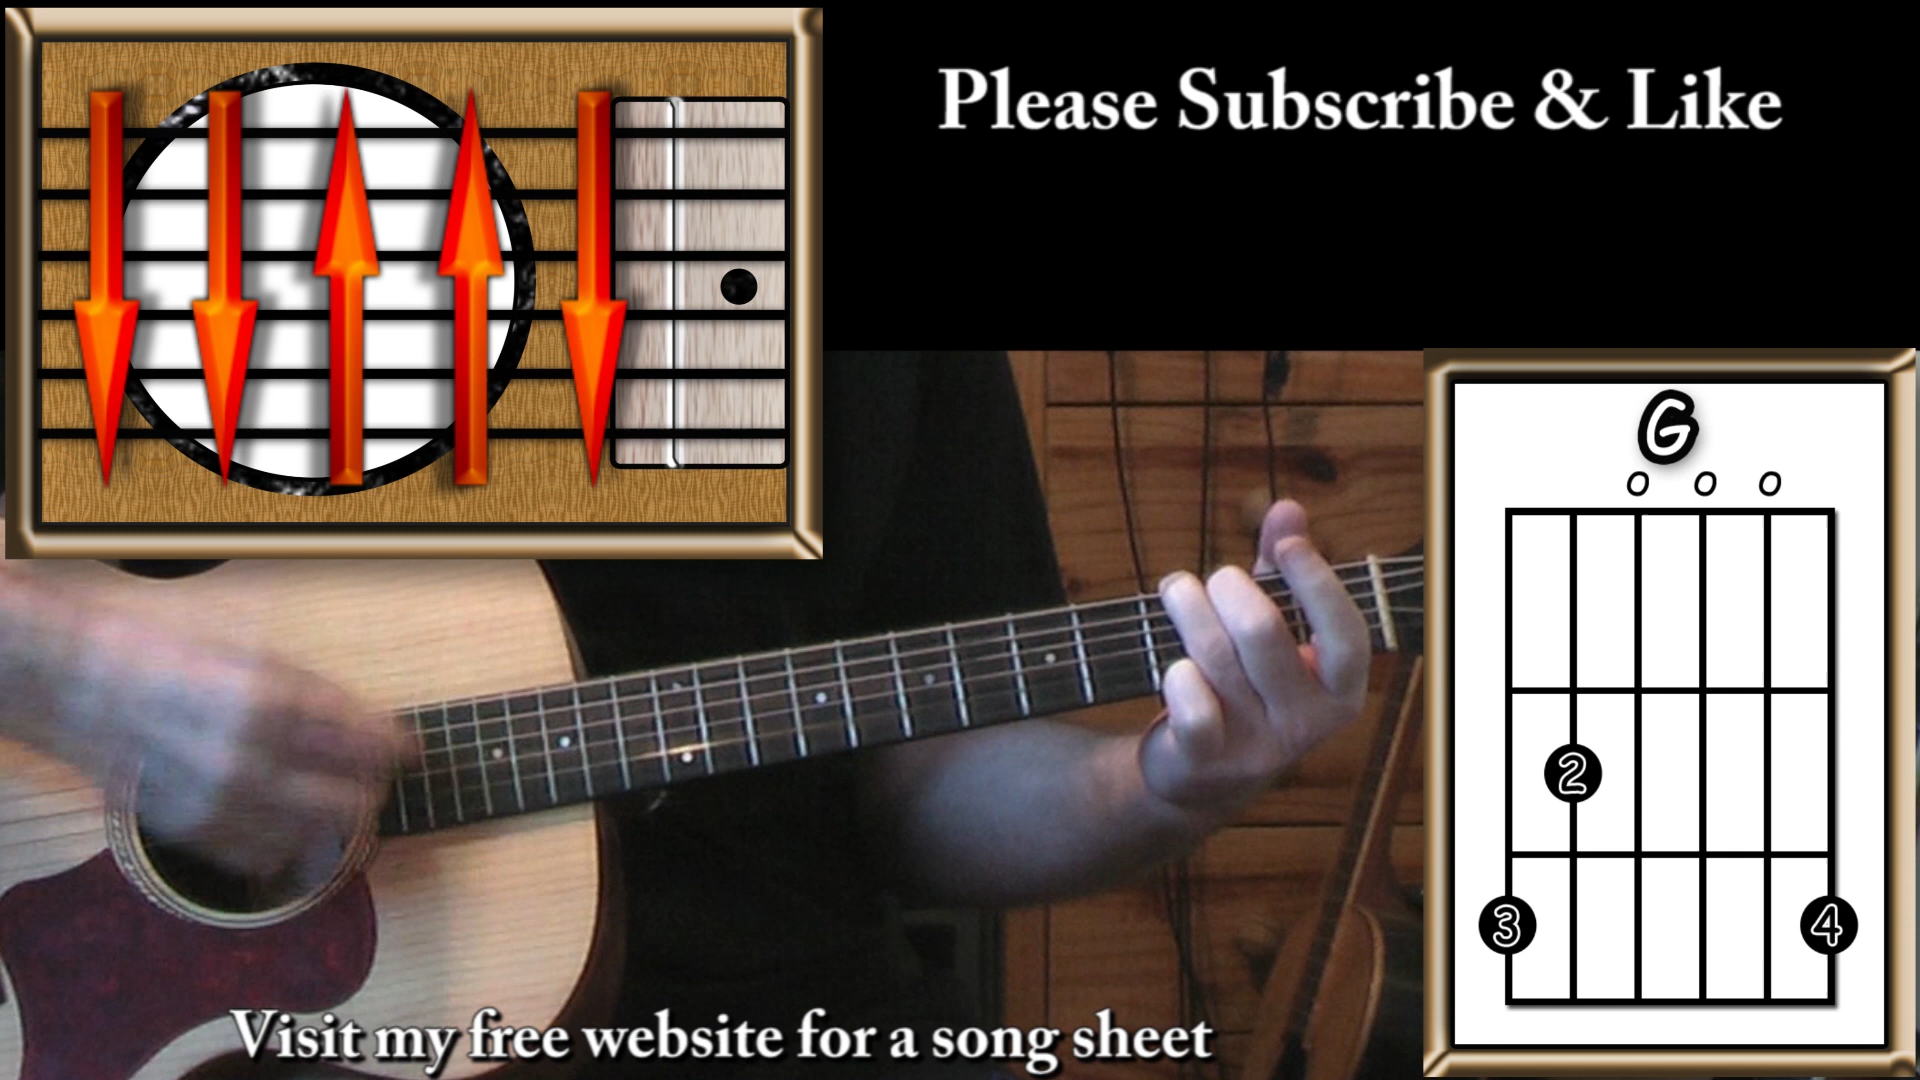 Please Subscribe & Like
G
o o o
2
3 4
Visit my free website for a song sheet